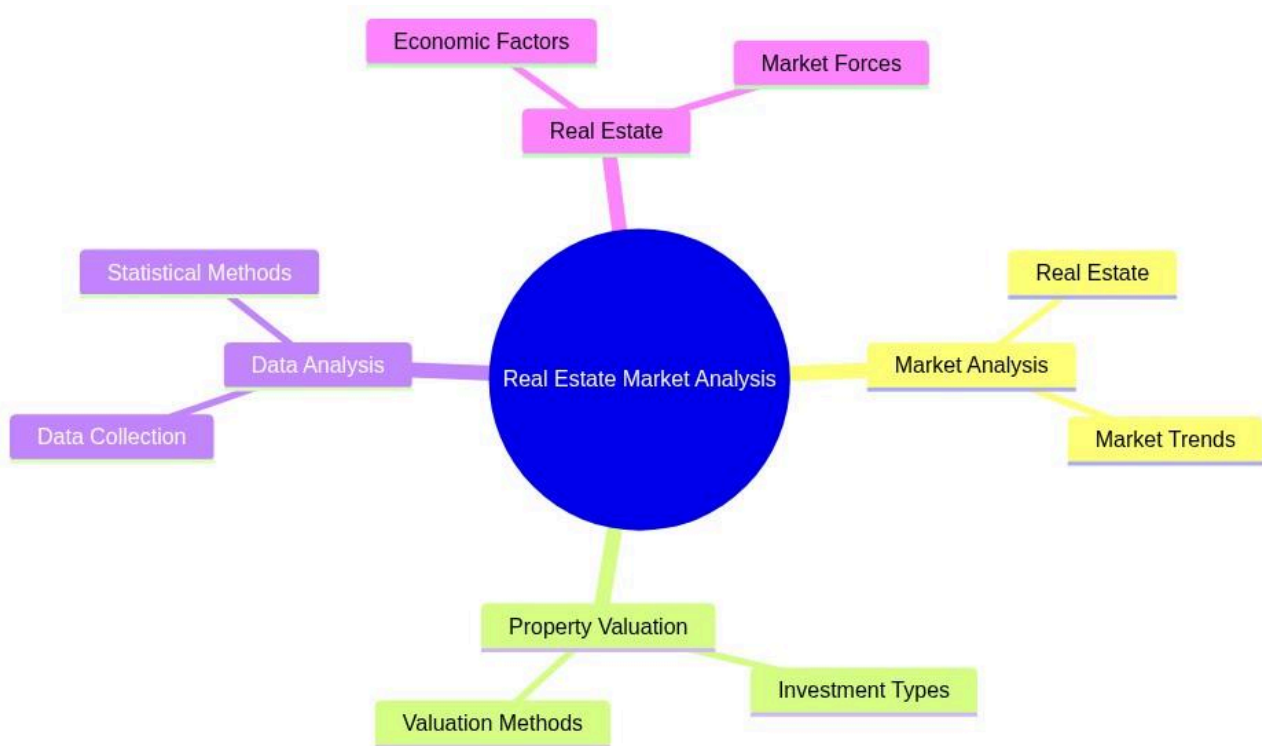 Economic Factors
Market Forces
Real Estate
Statistical Methods
Real Estate
Data Analysis
Real Estate Market Analysis
Market Analysis
Data Collection
Market Trends
Property Valuation
Investment Types
Valuation Methods